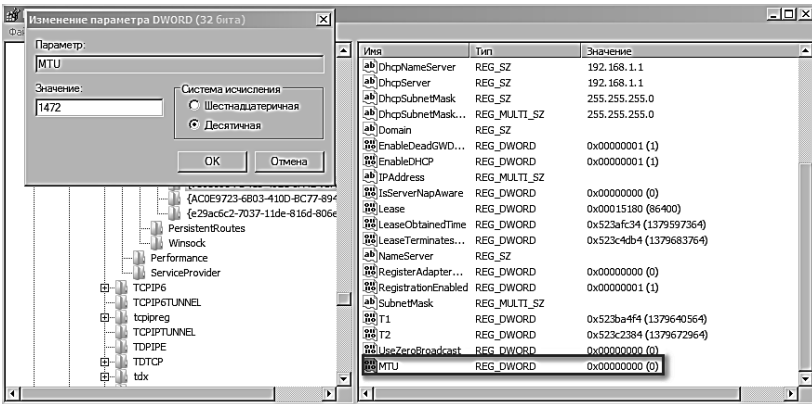 Изменение параметра DWORD (32 бита)
Параметр:
MTU
Значение:
1472
Система исчисления
Шестнадцатеричная
Десятичная
OK
Отмена
{AC0E9723-6B03-410D-BC77-894
{e29ac6c2-7037-11de-816d-806e
PersistentRoutes
Winsock
Performance
ServiceProvider
TCPIP6
TCPIP6TUNNEL
tcpipreg
TCPIPTUNNEL
TDPIPE
TDTCP
tdx
Имя Тип Значение
DhcpNameServer REG_SZ 192.168.1.1
DhcpServer REG_SZ 192.168.1.1
DhcpSubnetMask REG_SZ 255.255.255.0
DhcpSubnetMask... REG_MULTI_SZ 255.255.255.0
Domain REG_SZ
EnableDeadGWD... REG_DWORD 0x00000001 (1)
EnableDHCP REG_DWORD 0x00000001 (1)
IPAddress REG_MULTI_SZ
IsServerNapAware REG_DWORD 0x00000000 (0)
Lease REG_DWORD 0x00015180 (86400)
LeaseObtainedTime REG_DWORD 0x523afc34 (1379597364)
LeaseTerminates... REG_DWORD 0x523c4db4 (1379683764)
NameServer REG_SZ
RegisterAdapter... REG_DWORD 0x00000000 (0)
RegistrationEnabled REG_DWORD 0x00000001 (1)
SubnetMask REG_MULTI_SZ
T1 REG_DWORD 0x523ba4f4 (1379640564)
T2 REG_DWORD 0x523c2384 (1379672964)
UseZeroBroadcast REG_DWORD 0x00000000 (0)
MTU REG_DWORD 0x00000000 (0)